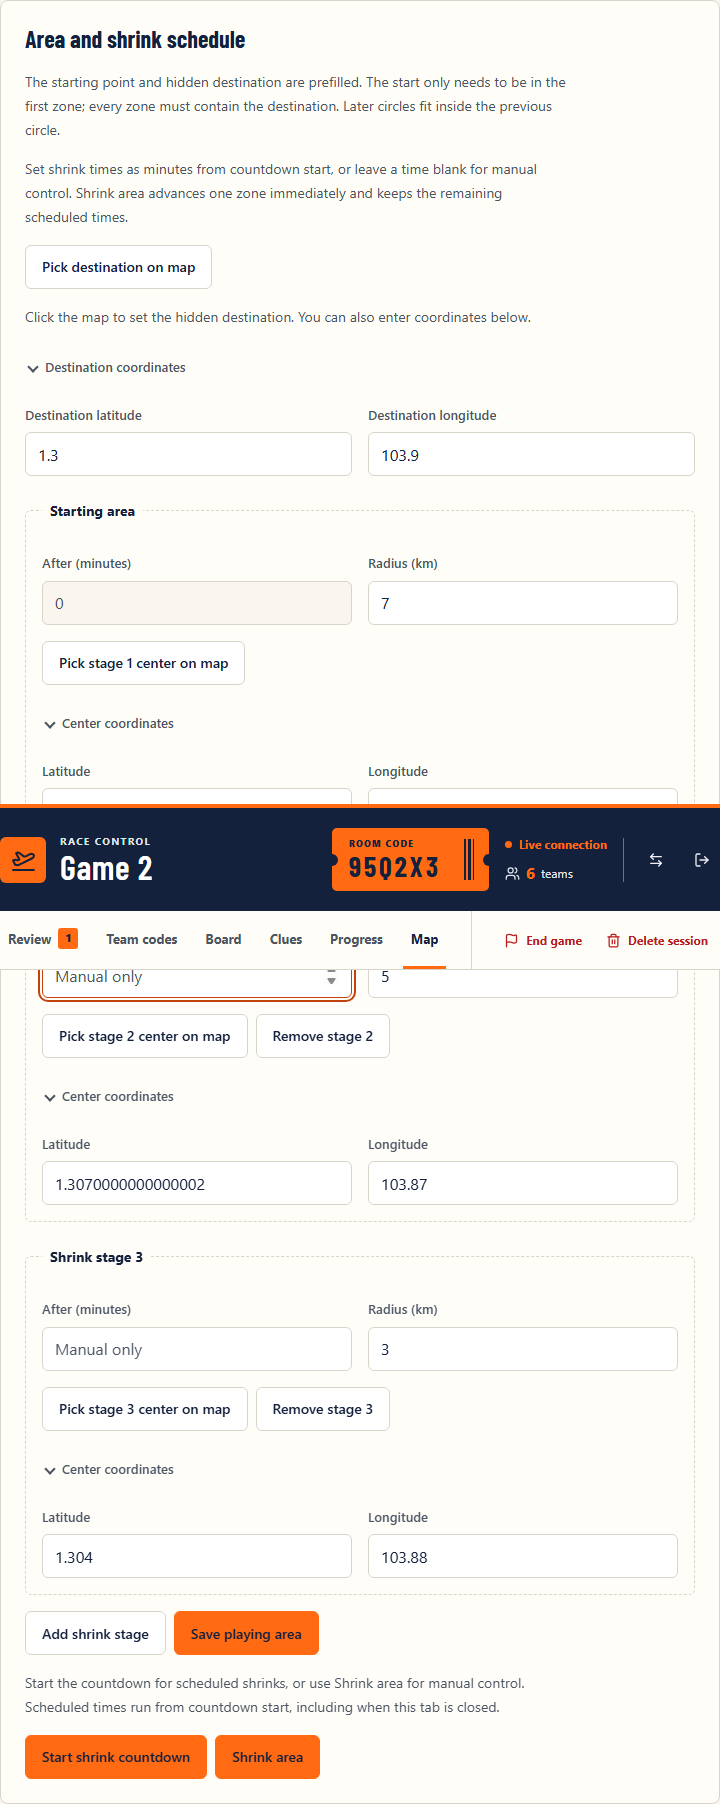 Area and shrink schedule
The starting point and hidden destination are prefilled. The start only needs to be in the
first zone; every zone must contain the destination. Later circles fit inside the previous
circle.
Set shrink times as minutes from countdown start, or leave a time blank for manual
control. Shrink area advances one zone immediately and keeps the remaining
scheduled times.
Pick destination on map
Click the map to set the hidden destination. You can also enter coordinates below.
Destination coordinates
Destination latitude Destination longitude
1.3 103.9
Starting area
After (minutes) Radius (km)
0 7
Pick stage 1 center on map
Center coordinates
Latitude Longitude
RACE CONTROL
Game 2
ROOM CODE
95Q2X3
Live connection
6 teams
Review 1 Team codes Board Clues Progress Map End game Delete session
Manual only 5
Pick stage 2 center on map Remove stage 2
Center coordinates
Latitude Longitude
1.3070000000000002 103.87
Shrink stage 3
After (minutes) Radius (km)
Manual only 3
Pick stage 3 center on map Remove stage 3
Center coordinates
Latitude Longitude
1.304 103.88
Add shrink stage Save playing area
Start the countdown for scheduled shrinks, or use Shrink area for manual control.
Scheduled times run from countdown start, including when this tab is closed.
Start shrink countdown Shrink area